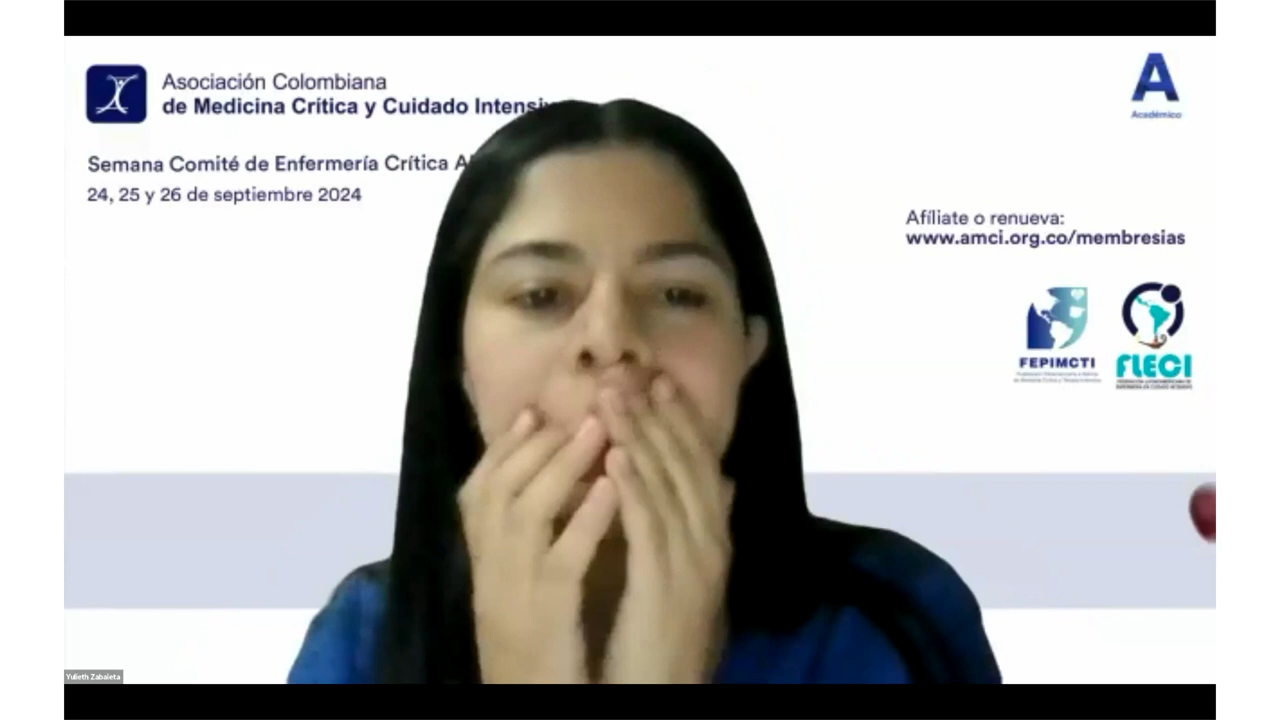 Asociación Colombiana
de Medicina Crítica y Cuidado Intensiv
Semana Comité de Enfermería Crítica A
24, 25 y 26 de septiembre 2024
A
Académico
Afíliate o renueva:
www.amci.org.co/membresias
FEPIMCTI
FLECI
Yulieth Zabaleta